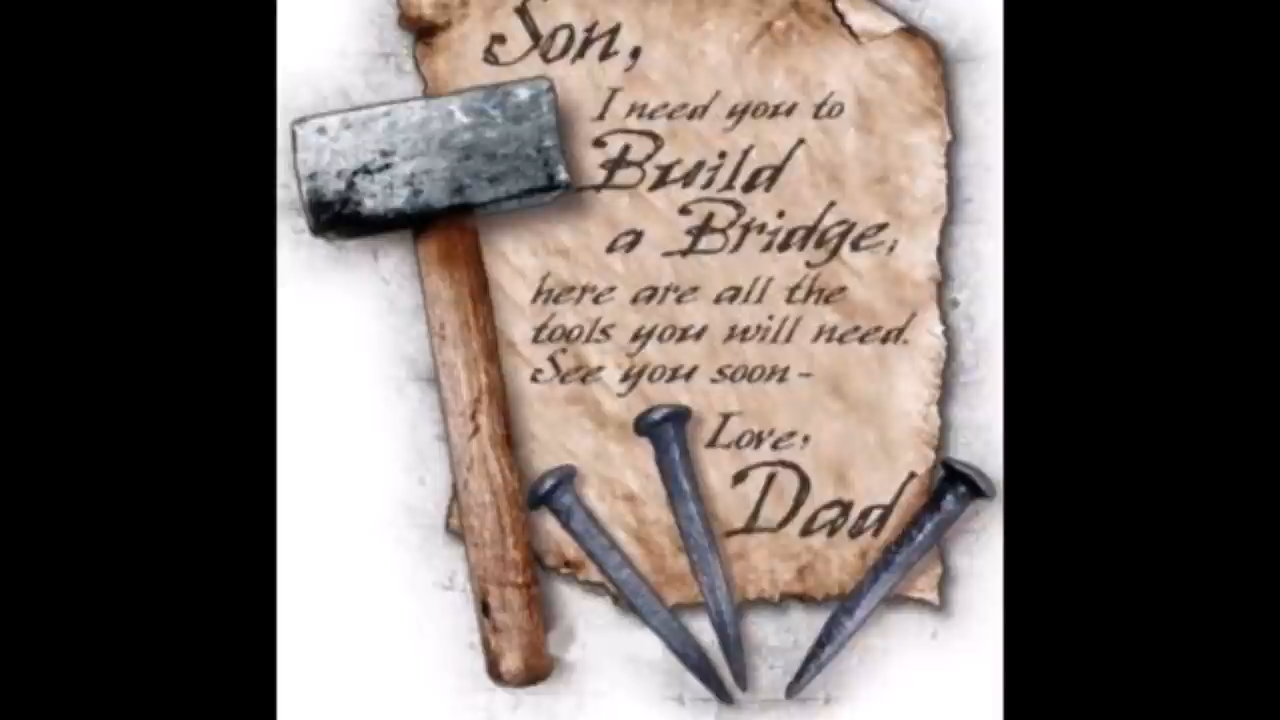 Son,
I need you to
Build
a Bridge,
here are all the
tools you will need.
See you soon-
Love,
Dad